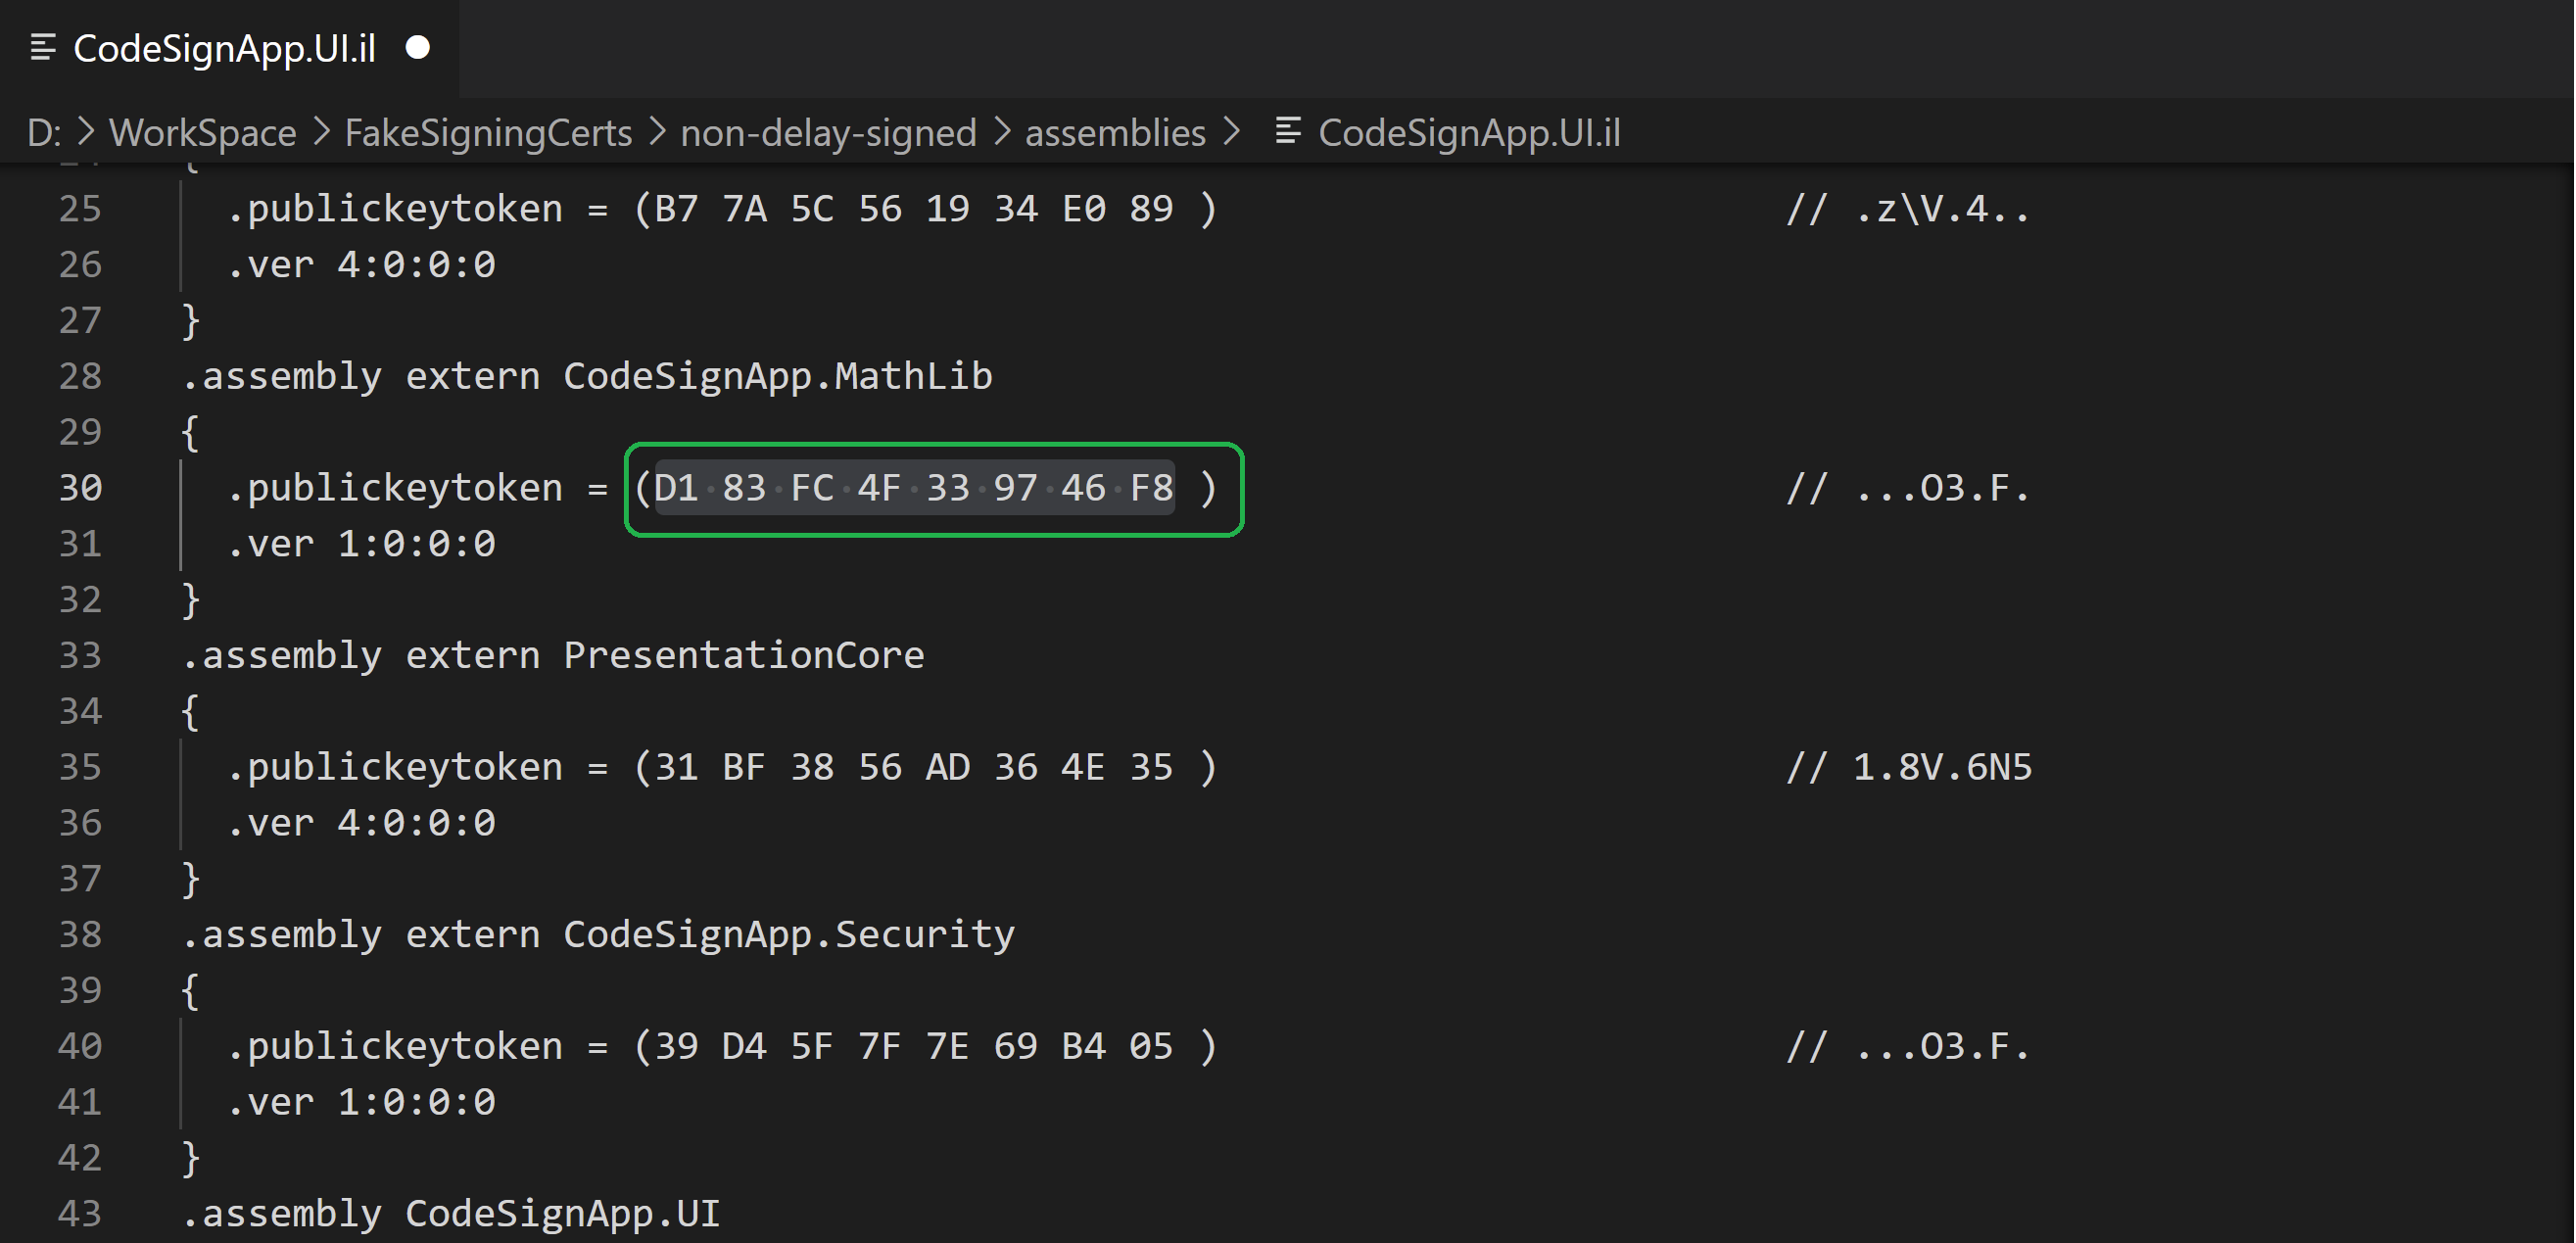 CodeSignApp.UI.il
D: > WorkSpace > FakeSigningCerts > non-delay-signed > assemblies > CodeSignApp.UI.il
25 .publickeytoken = (B7 7A 5C 56 19 34 E0 89 ) // .z\V.4..
26 .ver 4:0:0:0
27 }
28 .assembly extern CodeSignApp.MathLib
29 {
30 .publickeytoken = (D1 83 FC 4F 33 97 46 F8 ) // ...O3.F.
31 .ver 1:0:0:0
32 }
33 .assembly extern PresentationCore
34 {
35 .publickeytoken = (31 BF 38 56 AD 36 4E 35 ) // 1.8V.6N5
36 .ver 4:0:0:0
37 }
38 .assembly extern CodeSignApp.Security
39 {
40 .publickeytoken = (39 D4 5F 7F 7E 69 B4 05 ) // ...O3.F.
41 .ver 1:0:0:0
42 }
43 .assembly CodeSignApp.UI